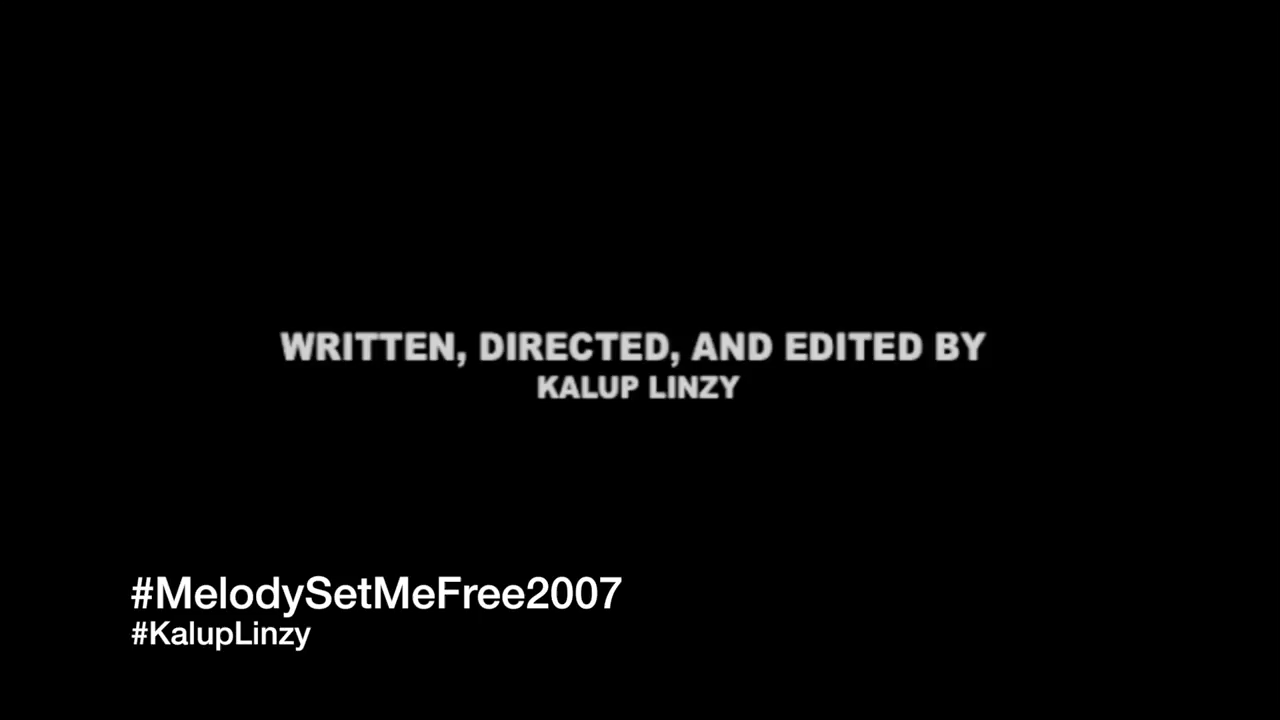 WRITTEN, DIRECTED, AND EDITED BY
KALUP LINZY
#MelodySetMeFree2007
#KalupLinzy